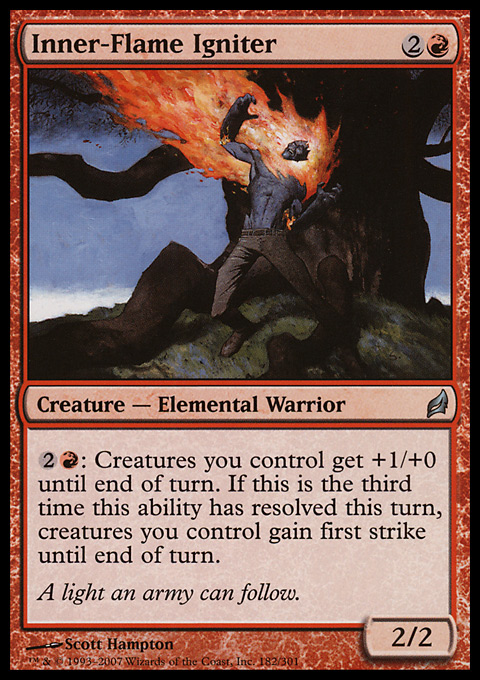 Inner-Flame Igniter 2
Creature — Elemental Warrior
2 : Creatures you control get +1/+0
until end of turn. If this is the third
time this ability has resolved this turn,
creatures you control gain first strike
until end of turn.
A light an army can follow.
Scott Hampton
2/2
™ & © 1993-2007 Wizards of the Coast, Inc. 182/301